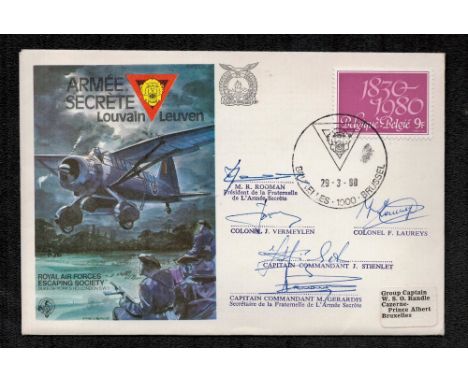 ARMÉE
SECRÈTE
Louvain Leuven
1830-
1980
Belgique-België 9F
BRUXELLES-1000-BRUSSEL
29-3-80
M. R. ROOMAN
Président de la Fraternelle
de L'Armée Secrète
COLONEL J. VERMEYLEN
COLONEL F. LAUREYS
CAPITAIN COMMANDANT J. STIENLET
CAPITAIN COMMANDANT M. GERARDIS
Secrétaire de la Fraternelle de L'Armée Secrète
ROYAL AIR FORCES
ESCAPING SOCIETY
Group Captain
W. S. O. Randle
Cazerne-
Prince Albert
Bruxelles